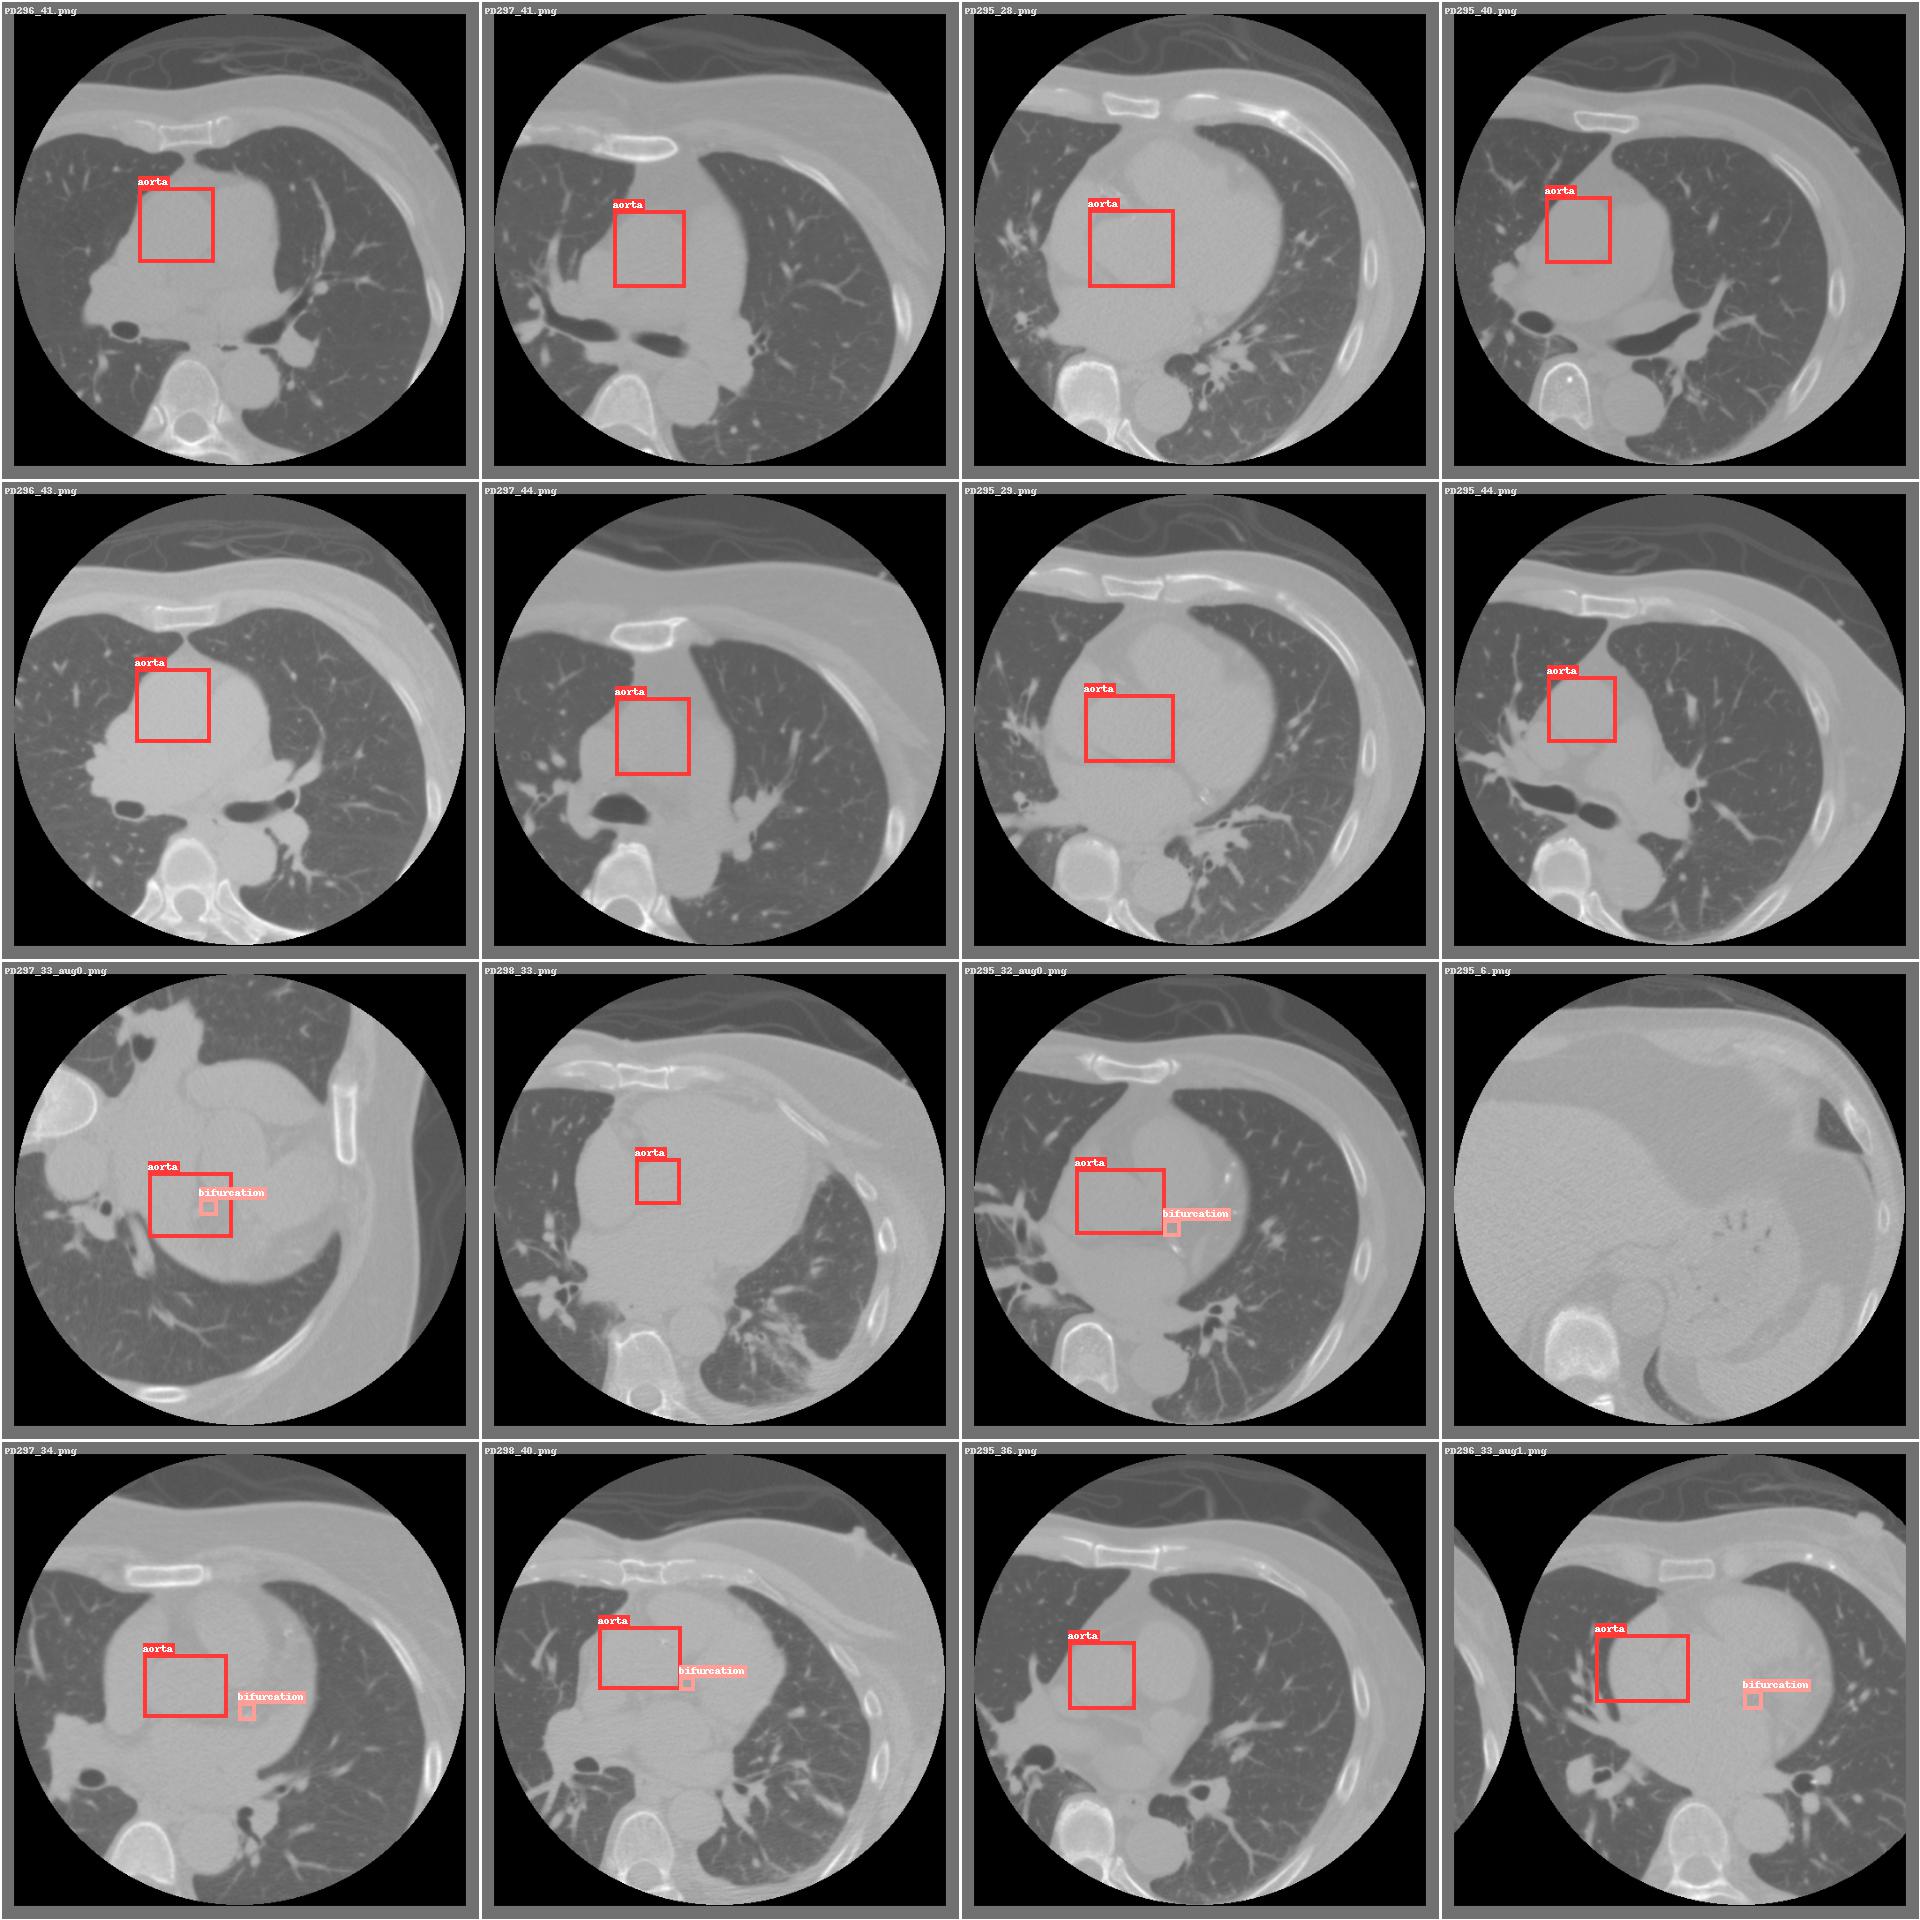 PD296_41.png
PD297_41.png
PD295_28.png
PD295_40.png
aorta
aorta
aorta
aorta
PD296_43.png
PD297_44.png
PD295_29.png
PD295_44.png
aorta
aorta
aorta
aorta
PD297_33_aug0.png
PD298_33.png
PD295_32_aug0.png
PD295_6.png
aorta
bifurcation
aorta
aorta
bifurcation
PD297_34.png
PD298_40.png
PD295_36.png
PD296_33_aug1.png
aorta
bifurcation
aorta
bifurcation
aorta
aorta
bifurcation